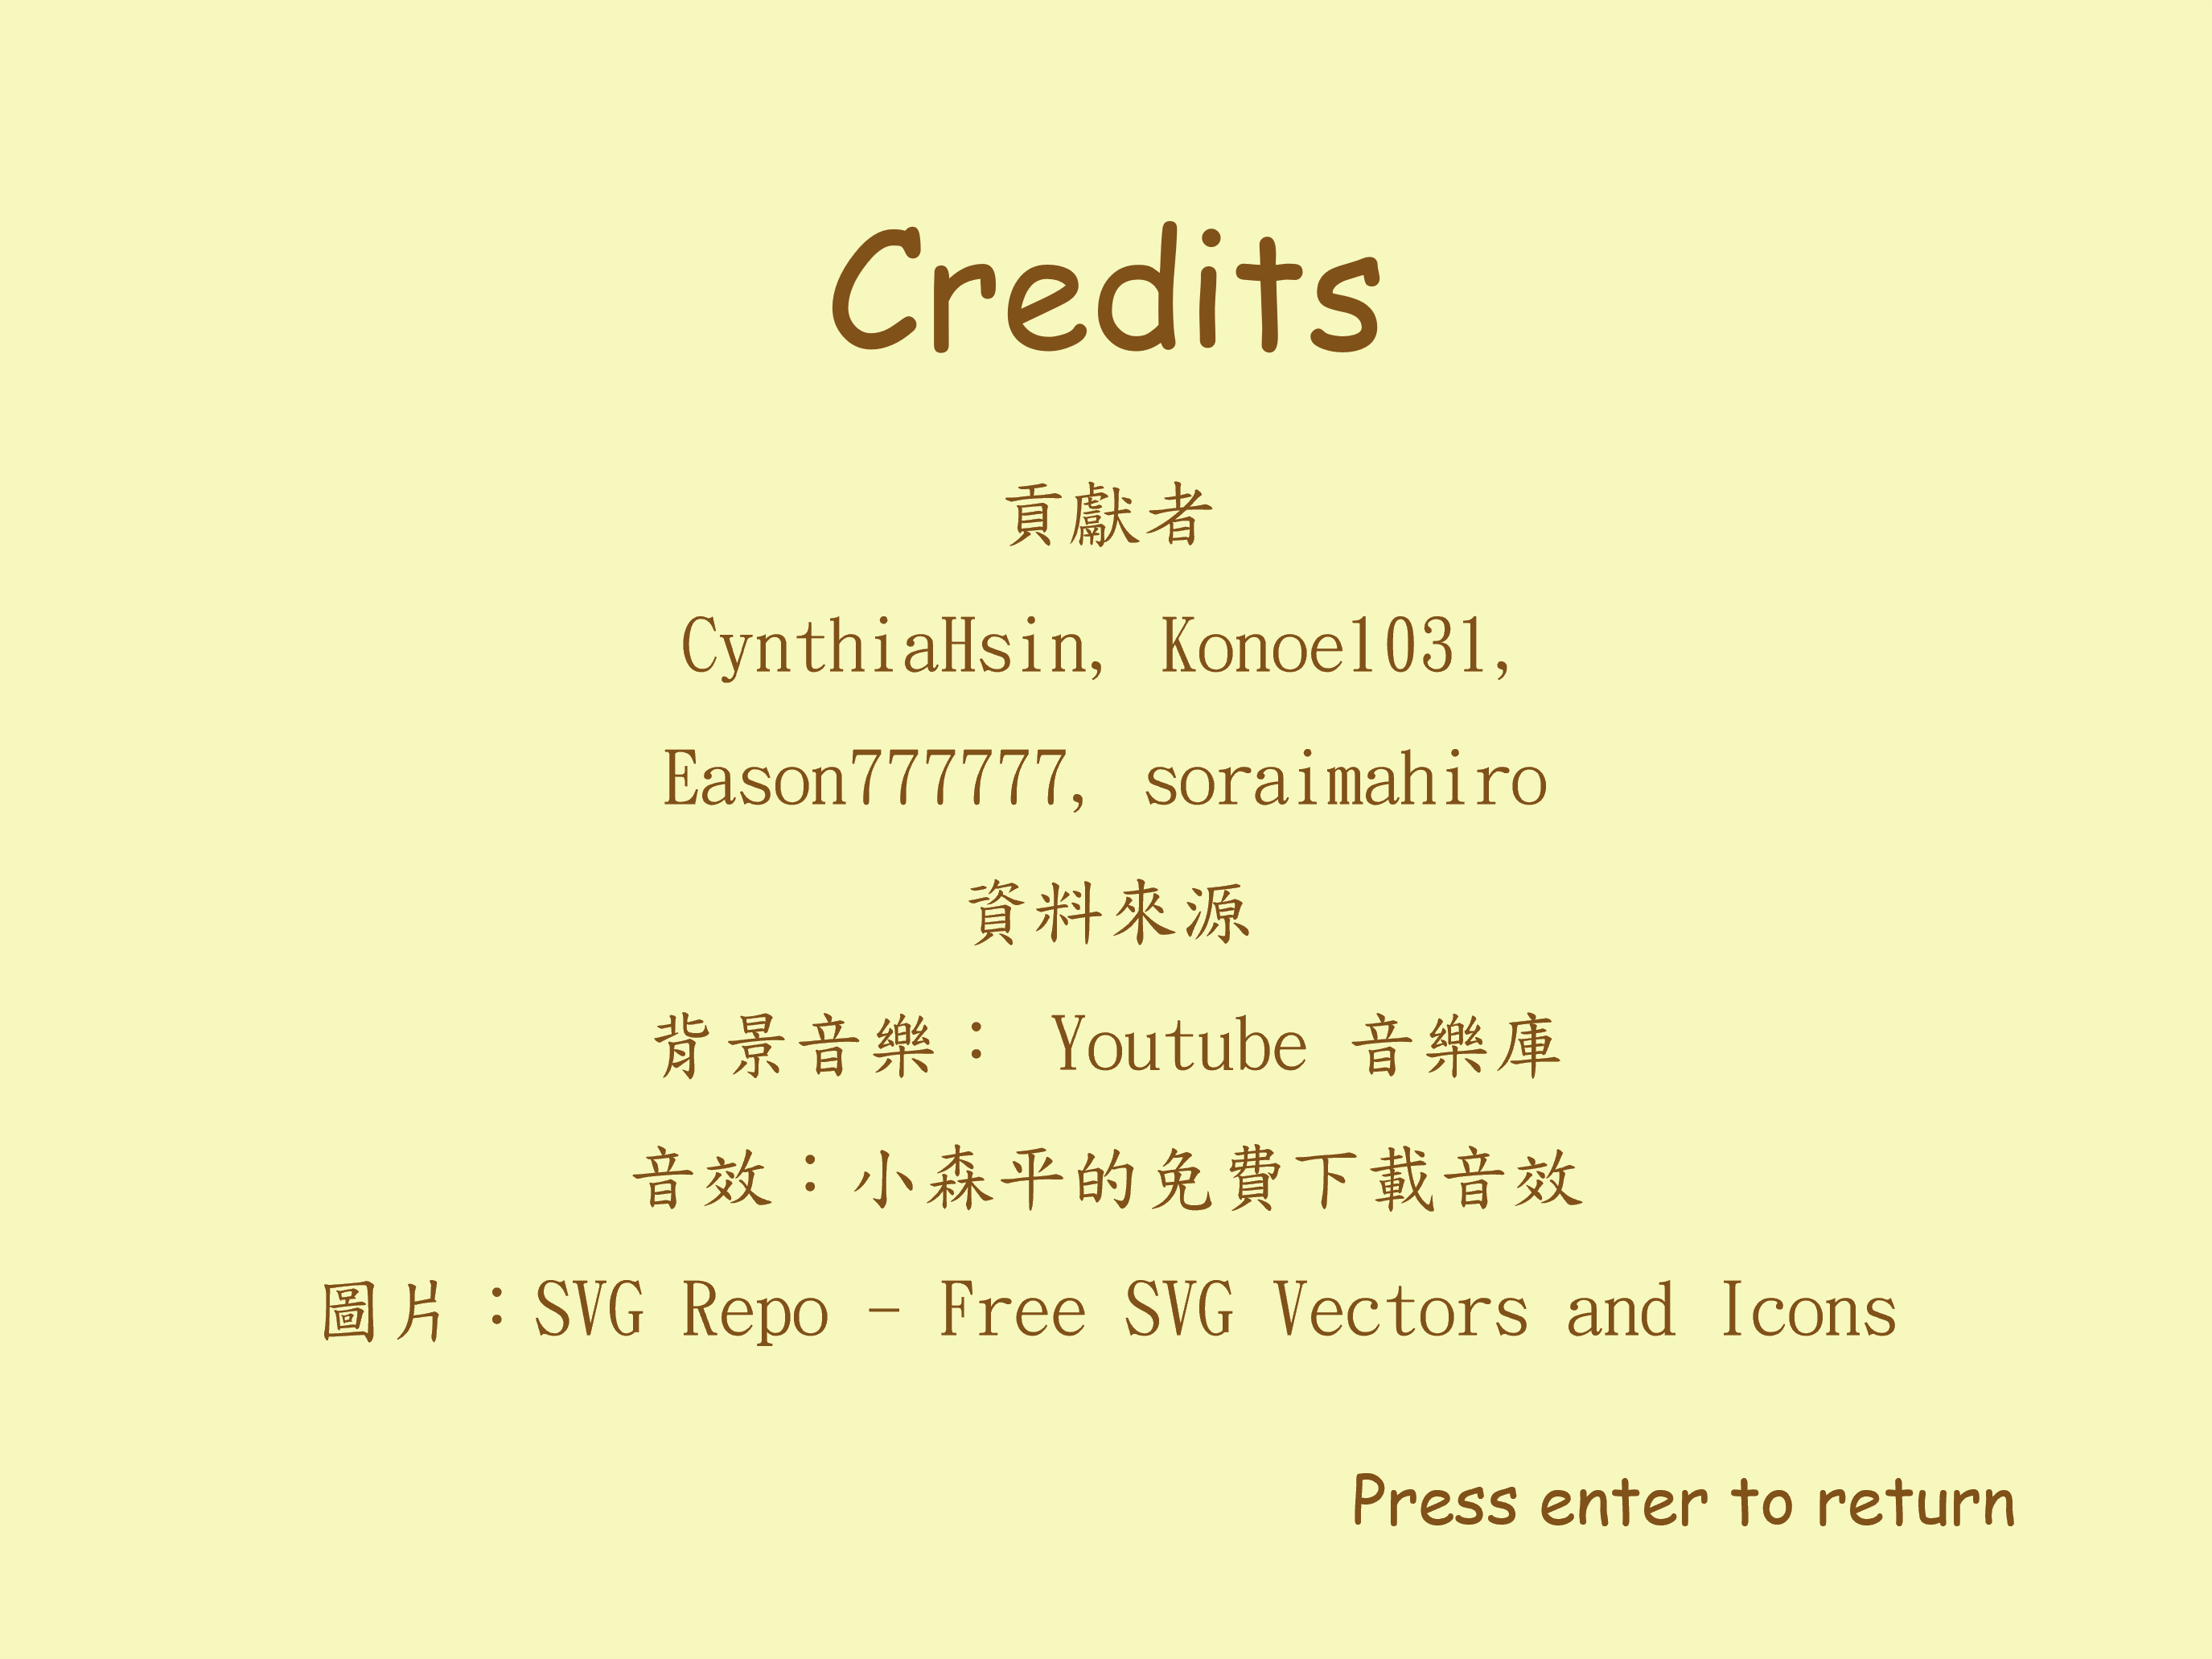 Credits
貢獻者
CynthiaHsin, Konoe1031,
Eason777777, soraimahiro
資料來源
背景音樂： Youtube 音樂庫
音效：小森平的免費下載音效
圖片：SVG Repo - Free SVG Vectors and Icons
Press enter to return